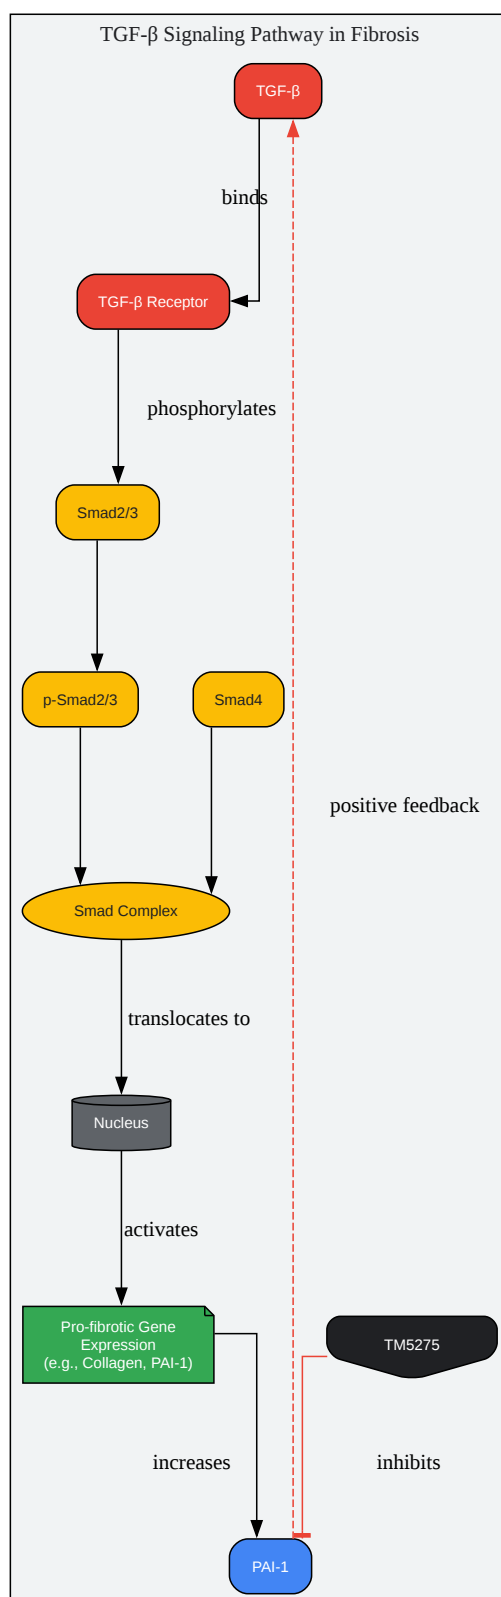 TGF-β Signaling Pathway in Fibrosis
TGF-β
binds
TGF-β Receptor
phosphorylates
Smad2/3
p-Smad2/3
Smad4
positive feedback
Smad Complex
translocates to
Nucleus
activates
Pro-fibrotic Gene
Expression
(e.g., Collagen, PAI-1)
TM5275
increases
inhibits
PAI-1